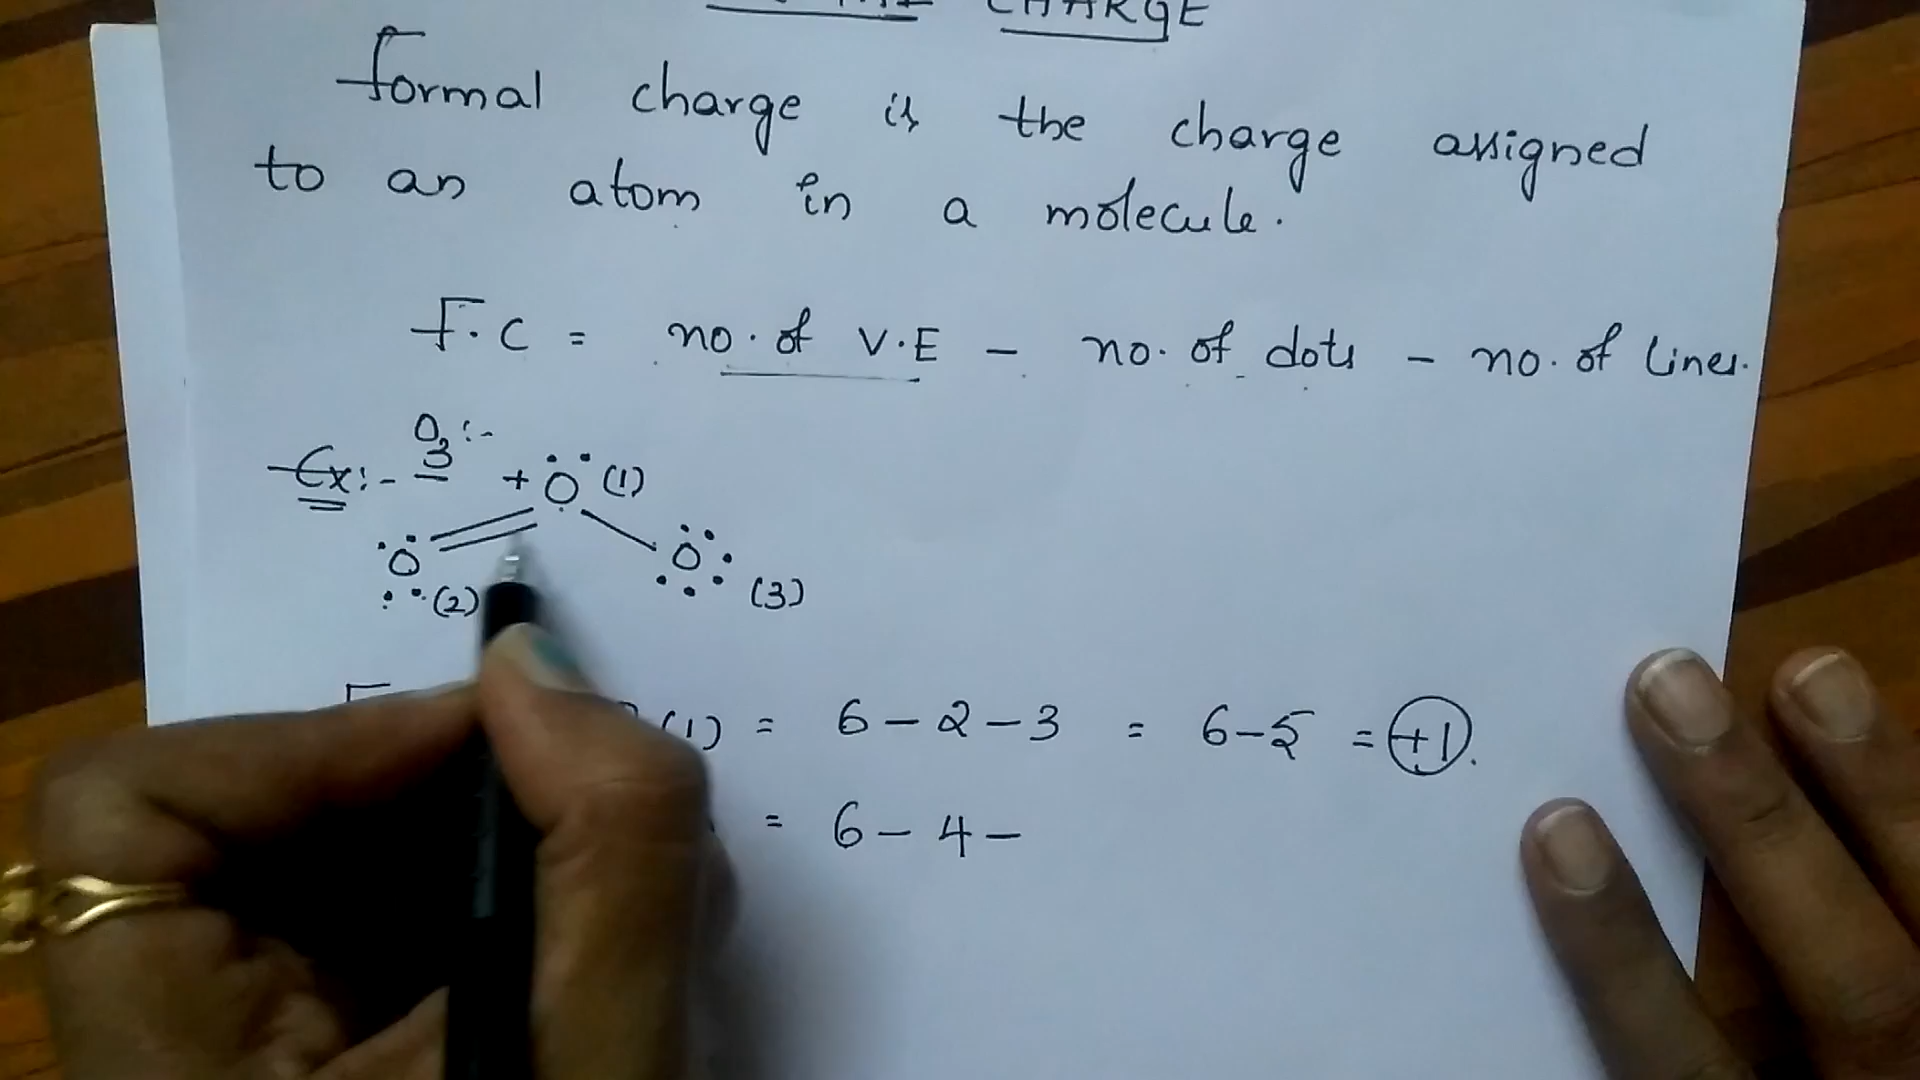 CHARGE
Formal charge is the charge assigned
to an atom in a molecule.
F.C = no. of V.E - no. of dots - no. of lines.
Ex:- O3 :-
+ O (1)
O (2)
O (3)
(1) = 6-2-3 = 6-5 = +1.
= 6-4-